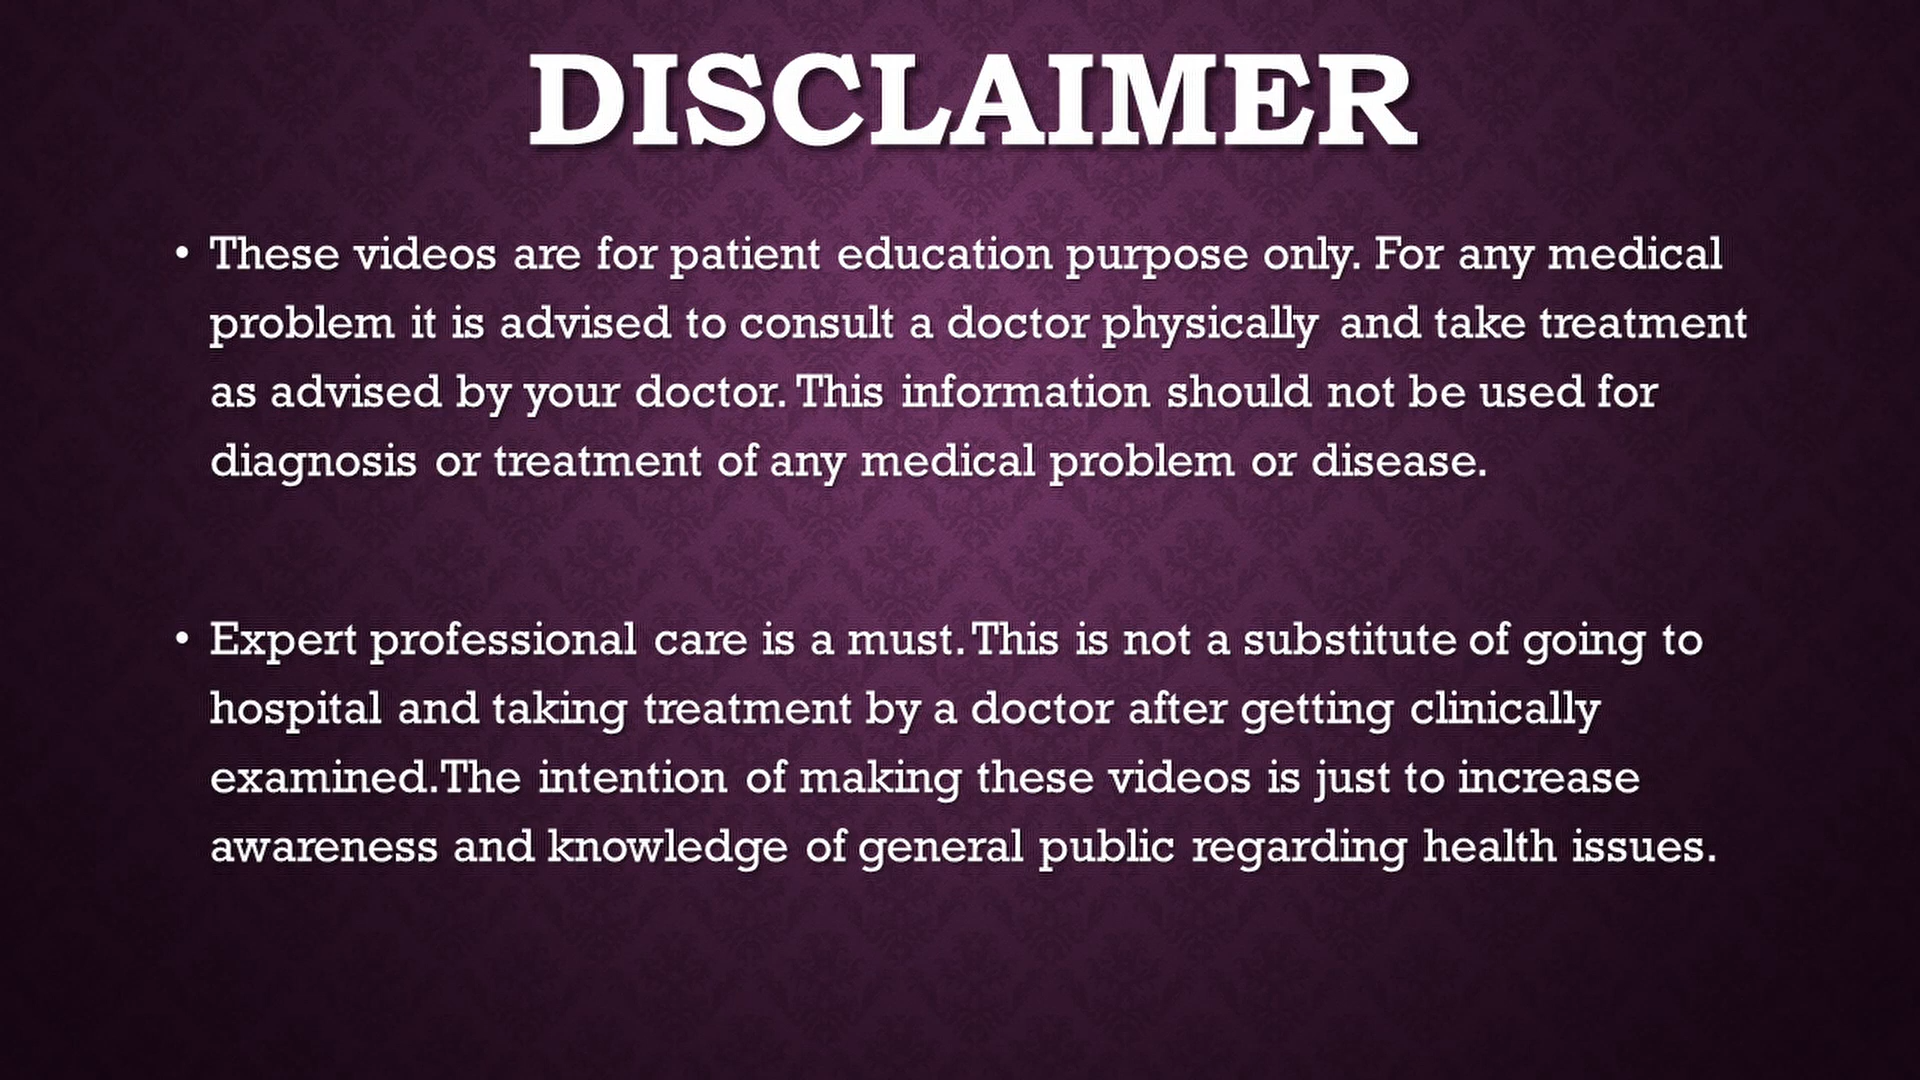 DISCLAIMER
• These videos are for patient education purpose only. For any medical
problem it is advised to consult a doctor physically and take treatment
as advised by your doctor. This information should not be used for
diagnosis or treatment of any medical problem or disease.
• Expert professional care is a must. This is not a substitute of going to
hospital and taking treatment by a doctor after getting clinically
examined.The intention of making these videos is just to increase
awareness and knowledge of general public regarding health issues.